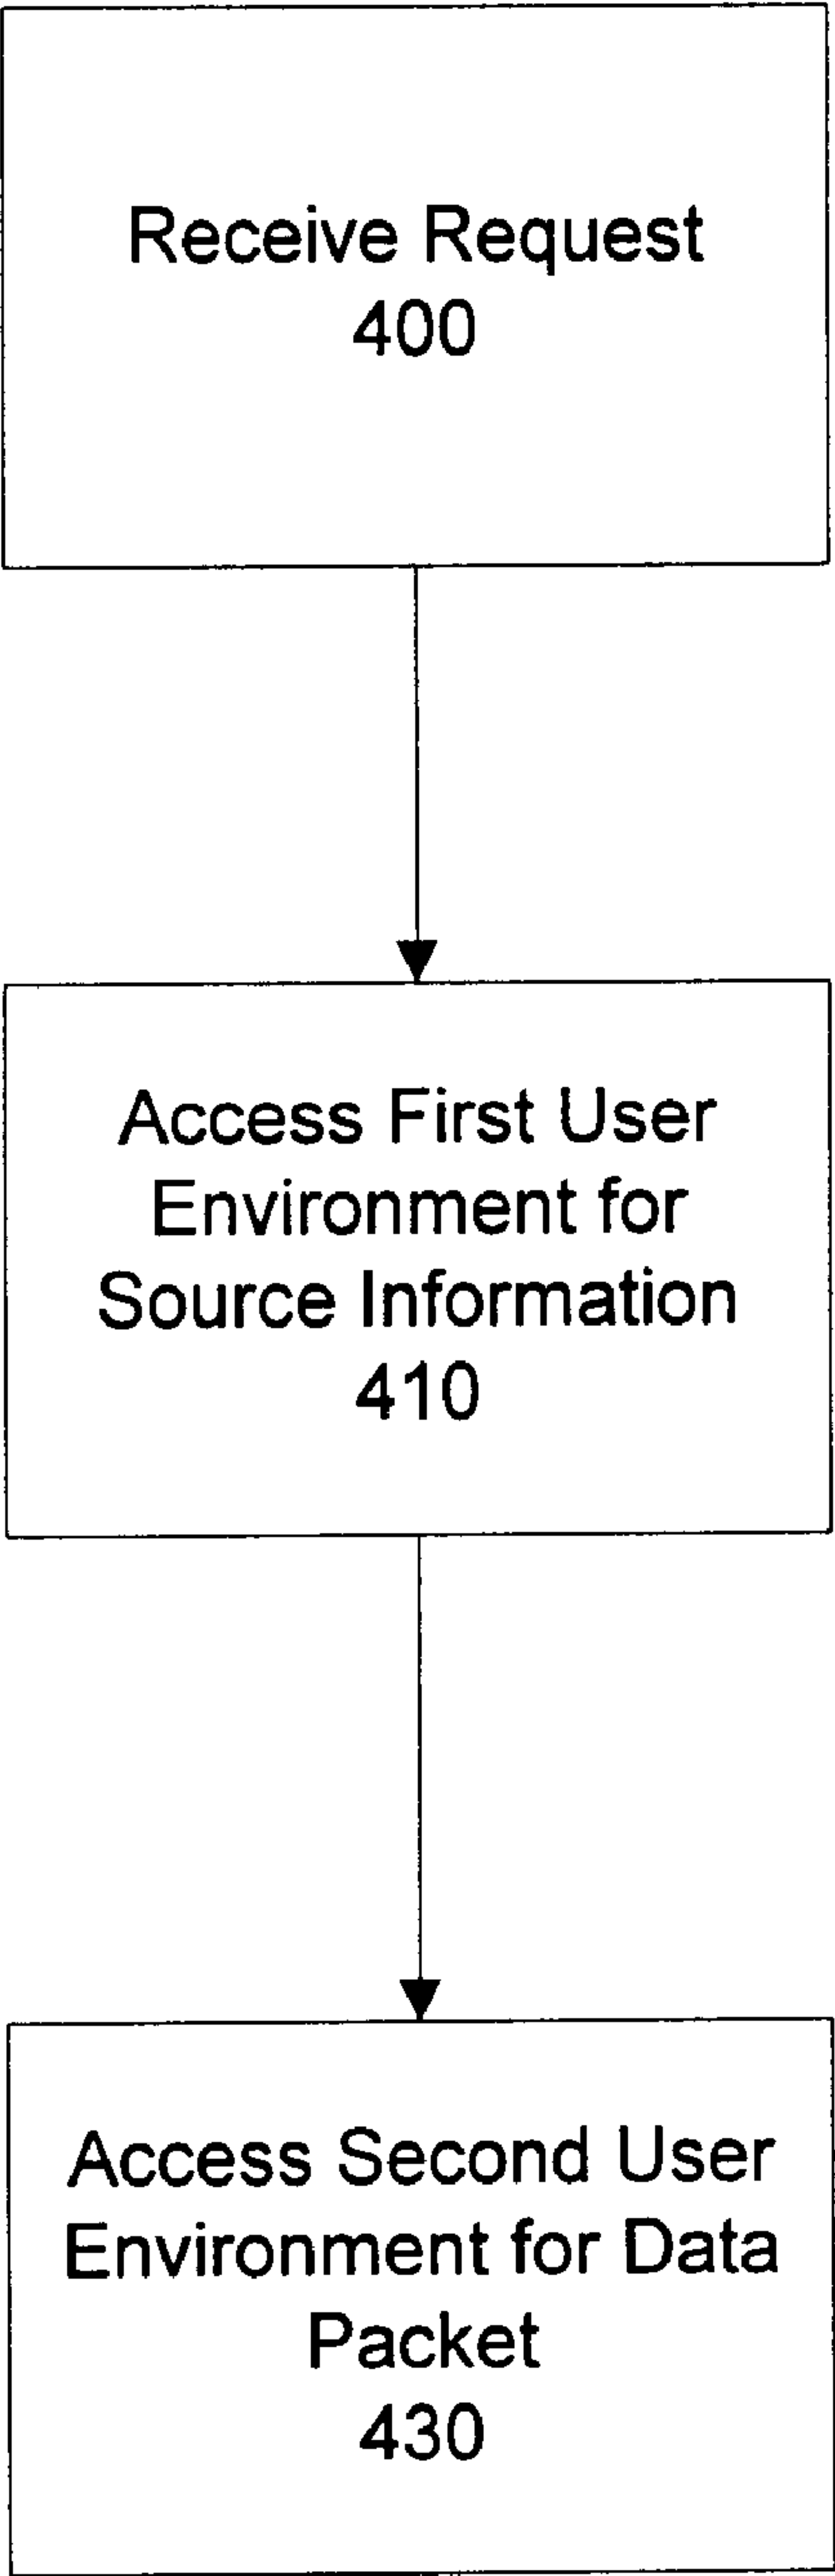 Receive Request
400
Access First User
Environment for
Source Information
410
Access Second User
Environment for Data
Packet
430